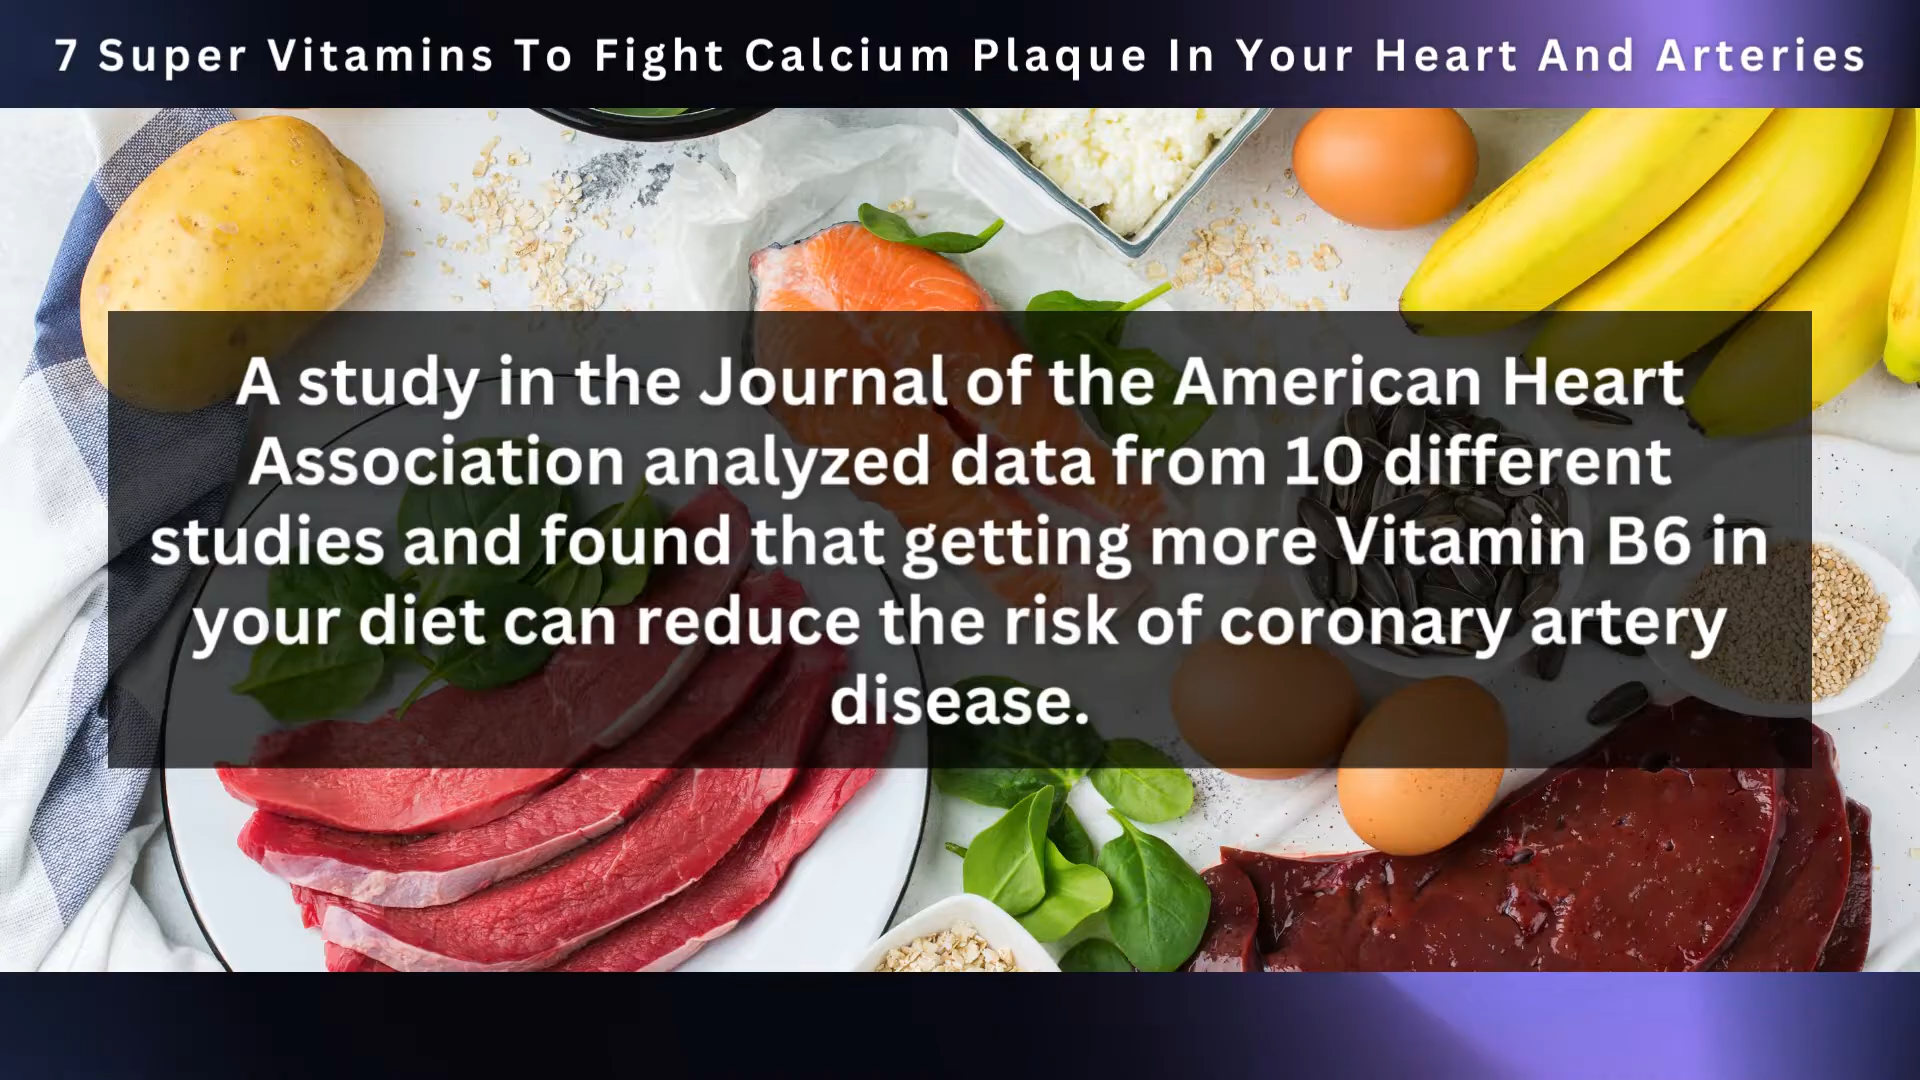 7 Super Vitamins To Fight Calcium Plaque In Your Heart And Arteries
A study in the Journal of the American Heart
Association analyzed data from 10 different
studies and found that getting more Vitamin B6 in
your diet can reduce the risk of coronary artery
disease.